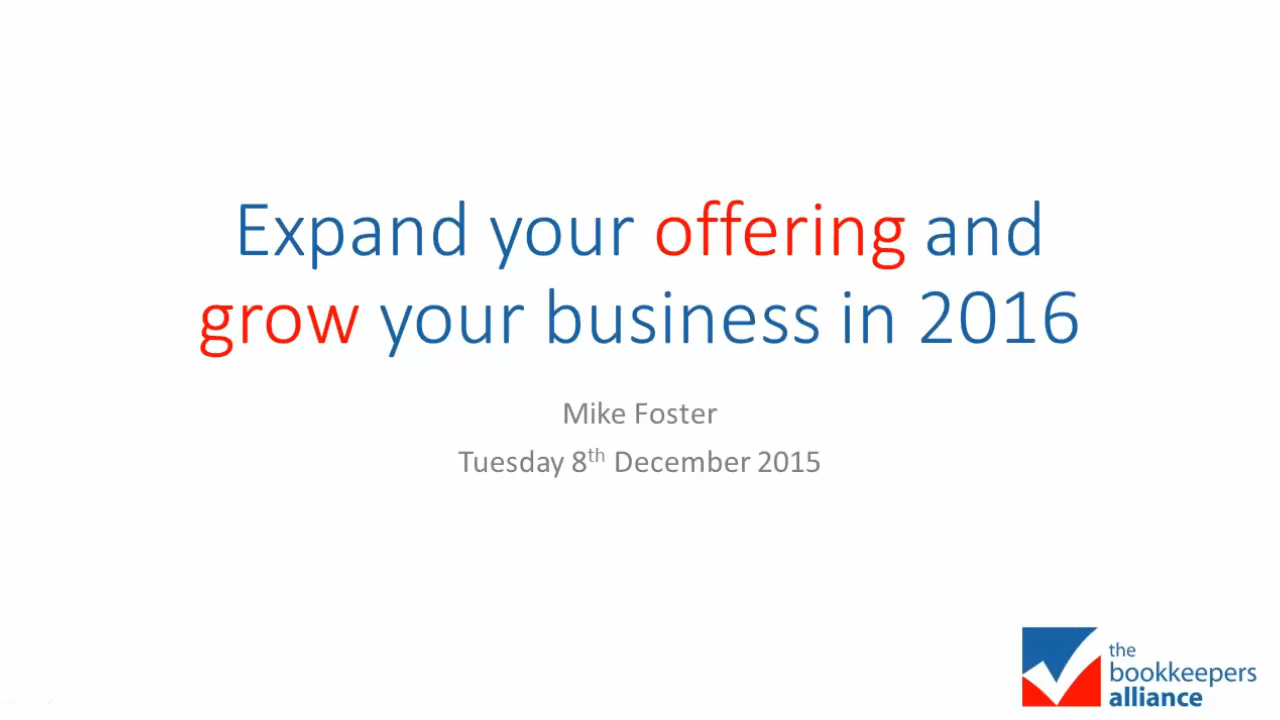 Expand your offering and
grow your business in 2016
Mike Foster
Tuesday 8th December 2015
the
bookkeepers
alliance